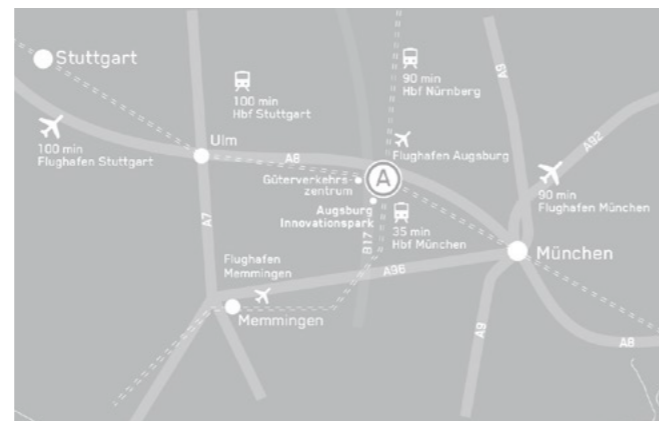 Stuttgart
100 min
Flughafen Stuttgart
100 min
Hbf Stuttgart
90 min
Hbf Nürnberg
A9
A92
Ulm
A8
Flughafen Augsburg
Güterverkehrs-
zentrum
A
Augsburg
Innovationspark
35 min
Hbf München
90 min
Flughafen München
A7
B17
München
Flughafen
Memmingen
A96
Memmingen
A9
A8